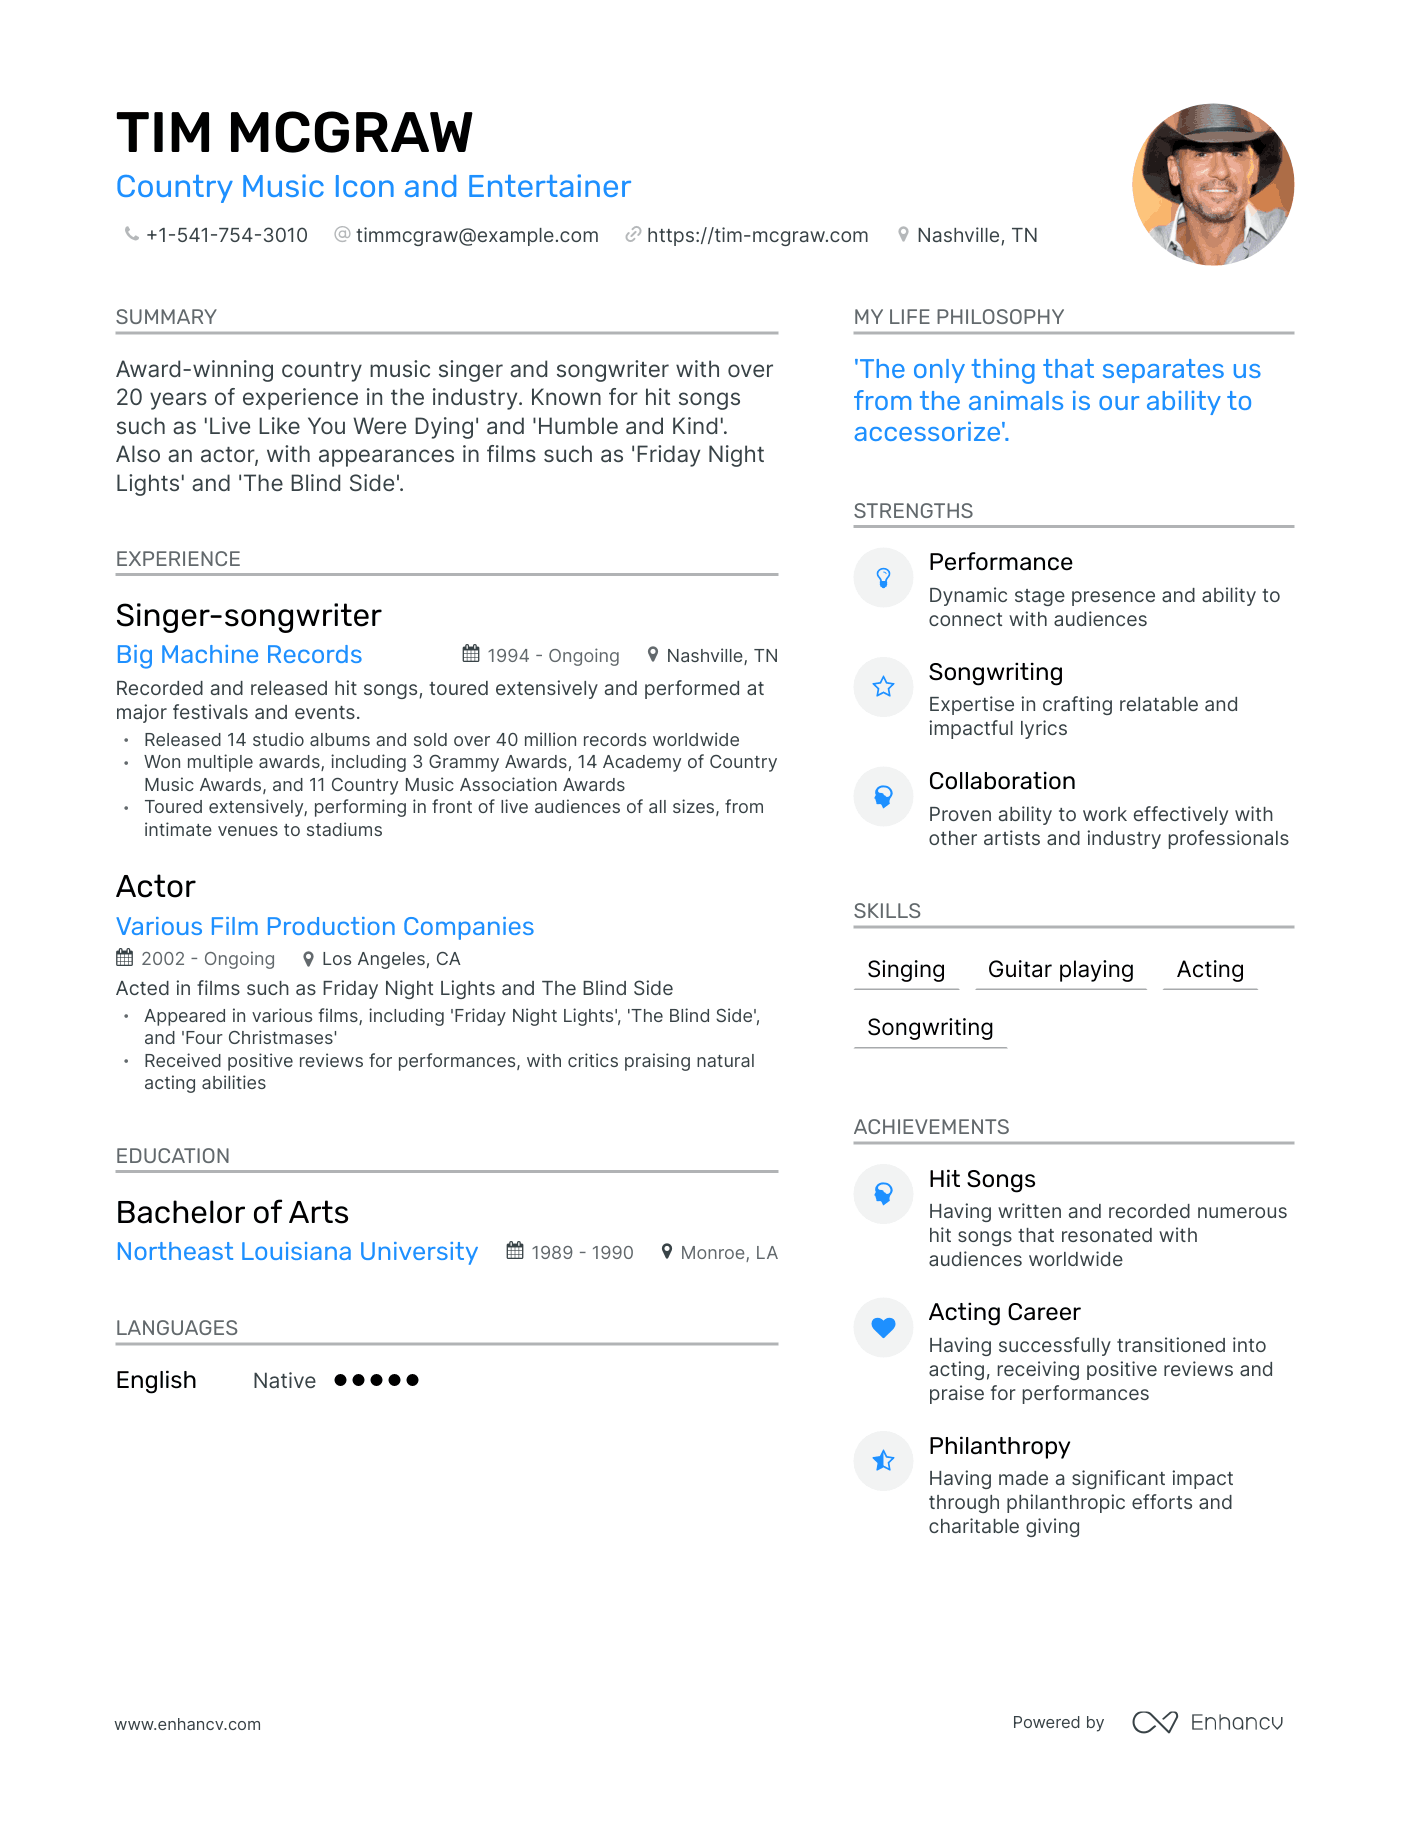 TIM MCGRAW
Country Music Icon and Entertainer
+1-541-754-3010 @ timmcgraw@example.com https://tim-mcgraw.com Nashville, TN
SUMMARY
Award-winning country music singer and songwriter with over
20 years of experience in the industry. Known for hit songs
such as 'Live Like You Were Dying' and 'Humble and Kind'.
Also an actor, with appearances in films such as 'Friday Night
Lights' and 'The Blind Side'.
EXPERIENCE
Singer-songwriter
Big Machine Records 1994 - Ongoing Nashville, TN
Recorded and released hit songs, toured extensively and performed at
major festivals and events.
• Released 14 studio albums and sold over 40 million records worldwide
• Won multiple awards, including 3 Grammy Awards, 14 Academy of Country
Music Awards, and 11 Country Music Association Awards
• Toured extensively, performing in front of live audiences of all sizes, from
intimate venues to stadiums
Actor
Various Film Production Companies
2002 - Ongoing Los Angeles, CA
Acted in films such as Friday Night Lights and The Blind Side
• Appeared in various films, including 'Friday Night Lights', 'The Blind Side',
and 'Four Christmases'
• Received positive reviews for performances, with critics praising natural
acting abilities
EDUCATION
Bachelor of Arts
Northeast Louisiana University 1989 - 1990 Monroe, LA
LANGUAGES
English Native
MY LIFE PHILOSOPHY
'The only thing that separates us
from the animals is our ability to
accessorize'.
STRENGTHS
Performance
Dynamic stage presence and ability to
connect with audiences
Songwriting
Expertise in crafting relatable and
impactful lyrics
Collaboration
Proven ability to work effectively with
other artists and industry professionals
SKILLS
Singing Guitar playing Acting
Songwriting
ACHIEVEMENTS
Hit Songs
Having written and recorded numerous
hit songs that resonated with
audiences worldwide
Acting Career
Having successfully transitioned into
acting, receiving positive reviews and
praise for performances
Philanthropy
Having made a significant impact
through philanthropic efforts and
charitable giving
www.enhancv.com
Powered by Enhancv